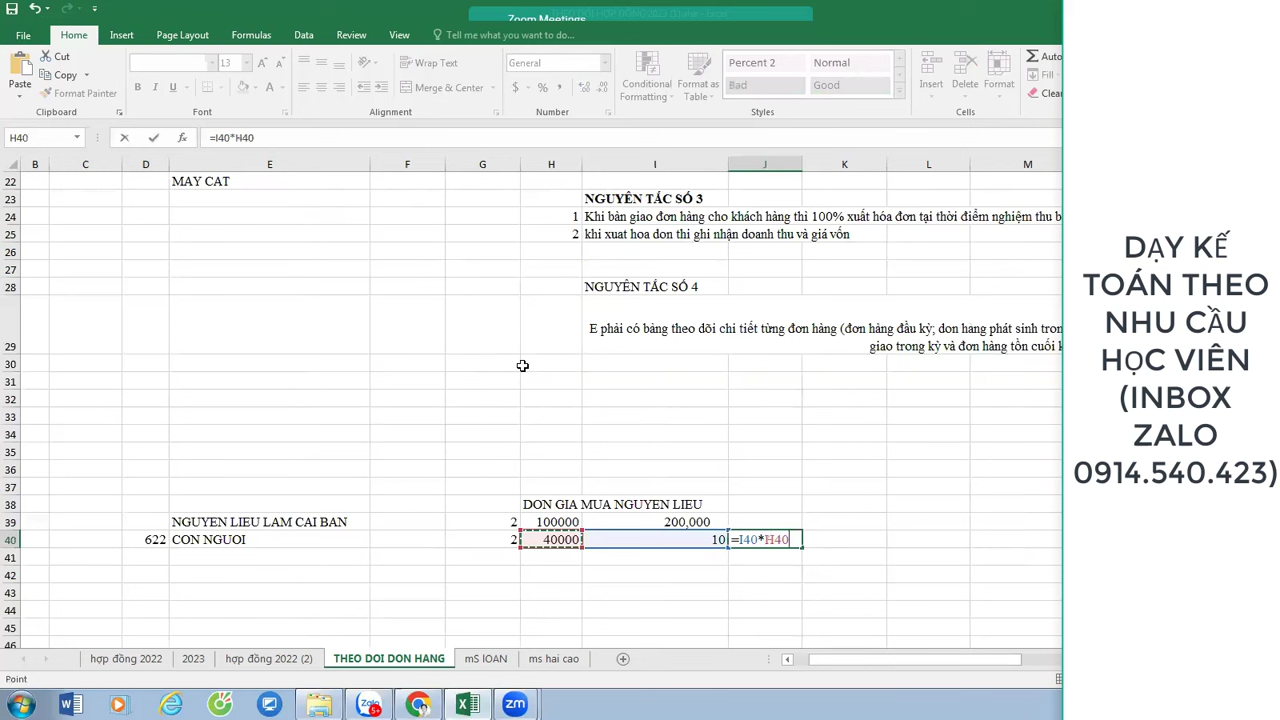 Zoom Meetings
File Home Insert Page Layout Formulas Data Review View Tell me what you want to do...
Cut
Copy
Format Painter
Paste
13
Wrap Text
Merge & Center
General
Conditional Formatting
Format as Table
Percent 2 Normal
Bad Good
Insert Delete Format
Auto
Fill
Clear
Clipboard Font Alignment Number Styles Cells
H40 =I40*H40
B C D E F G H I J K L M
22 MAY CAT
23 NGUYÊN TẮC SỐ 3
24 1 Khi bàn giao đơn hàng cho khách hàng thì 100% xuất hóa đơn tại thời điểm nghiệm thu b
25 2 khi xuat hoa don thi ghi nhận doanh thu và giá vốn
26
27
28 NGUYÊN TẮC SỐ 4
E phải có bảng theo dõi chi tiết từng đơn hàng (đơn hàng đầu kỳ; don hang phát sinh tron
29 giao trong kỳ và đơn hàng tồn cuối k
30
31
32
33
34
35
36
37
38 DON GIA MUA NGUYEN LIEU
39 NGUYEN LIEU LAM CAI BAN 2 100000 200,000
40 622 CON NGUOI 2 40000 10 =I40*H40
41
42
43
44
45
46
hợp đồng 2022 2023 hợp đồng 2022 (2) THEO DOI DON HANG mS lOAN ms hai cao
Point
DẠY KẾ
TOÁN THEO
NHU CẦU
HỌC VIÊN
(INBOX
ZALO
0914.540.423)